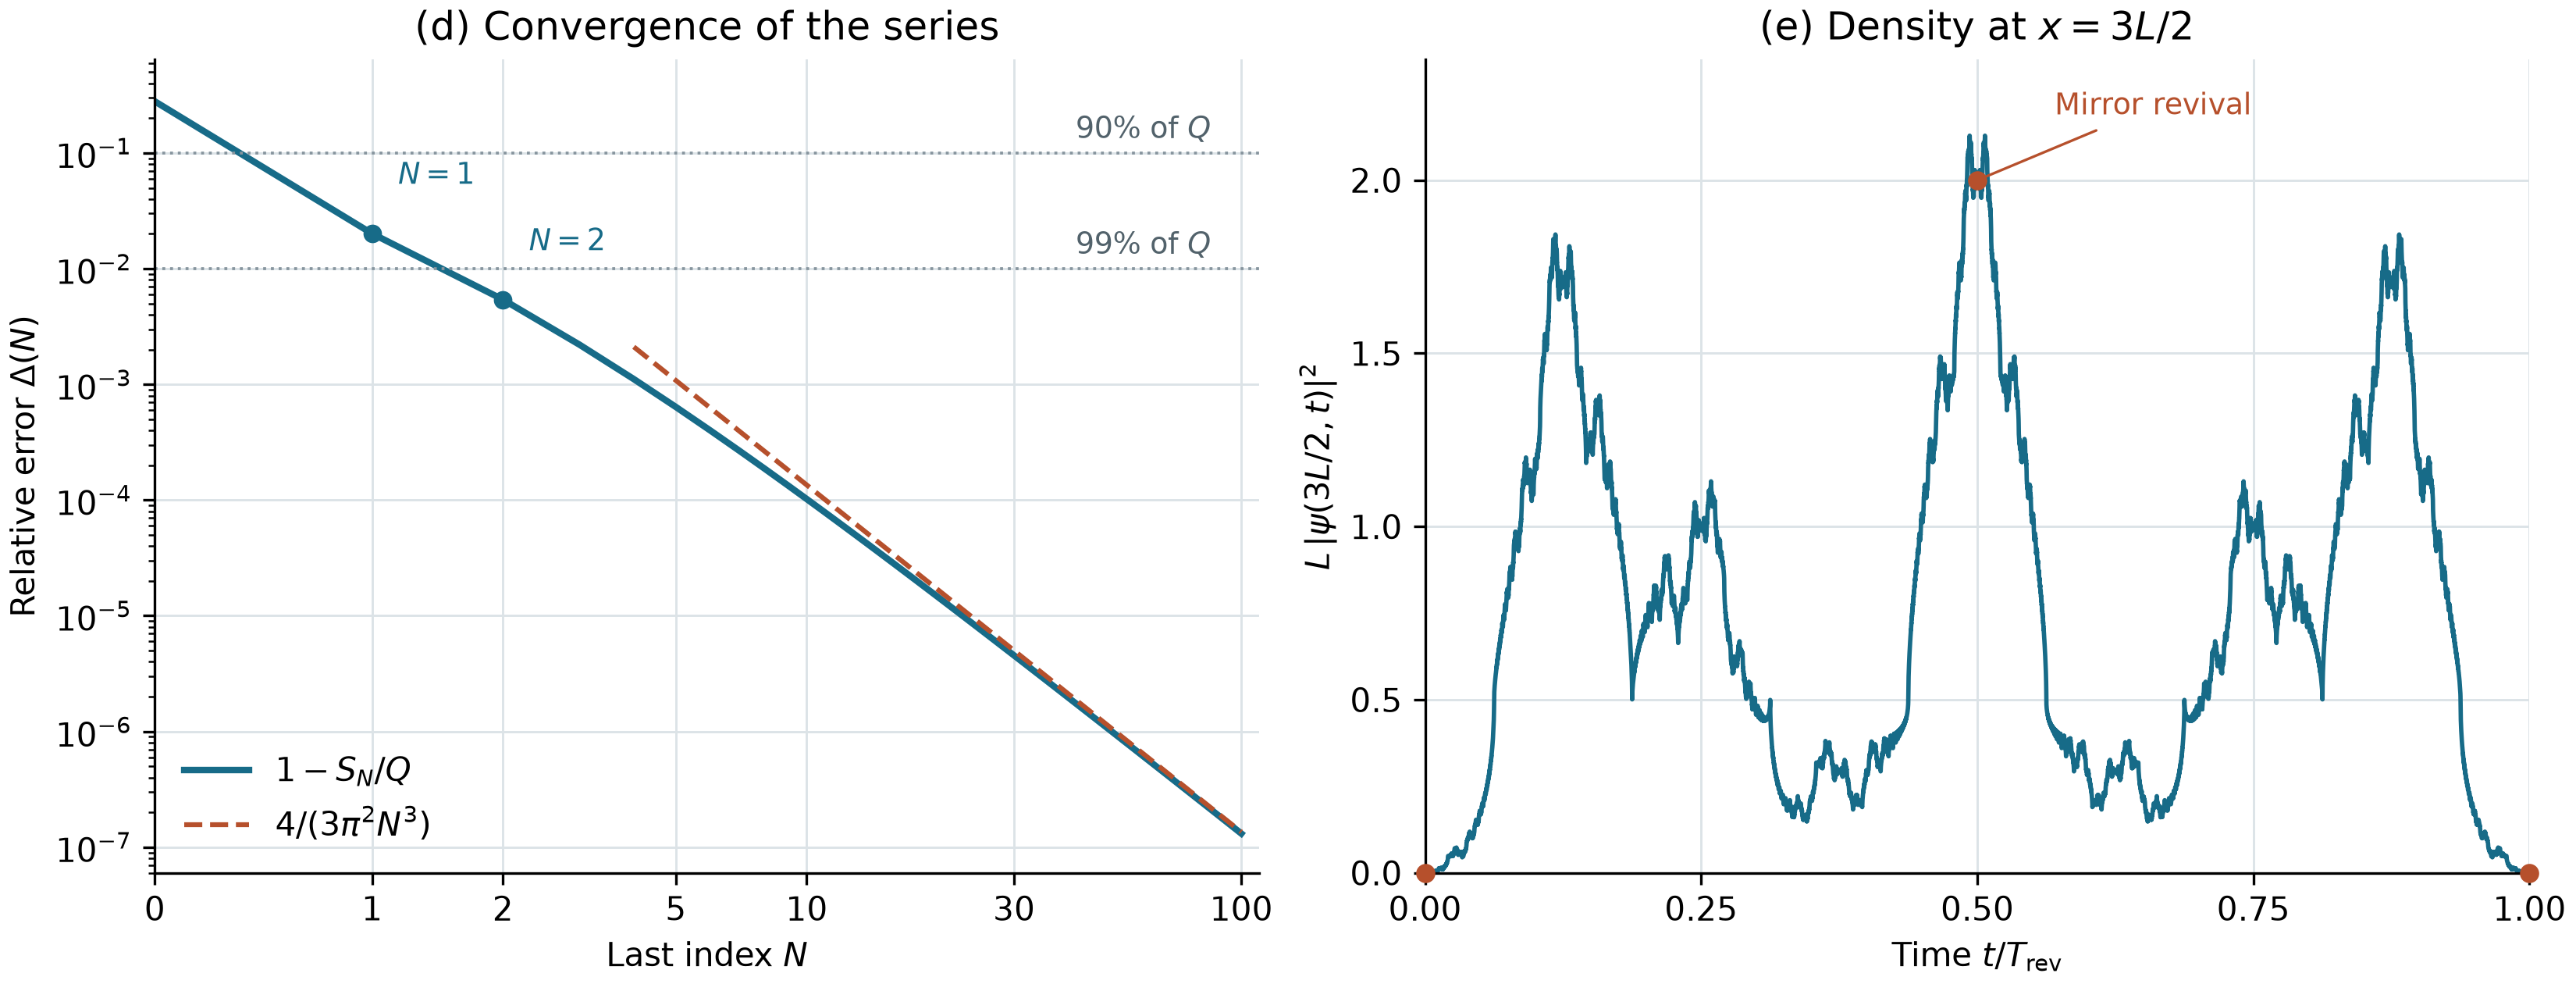 (d) Convergence of the series
Relative error Δ(N)
10⁻¹
10⁻²
10⁻³
10⁻⁴
10⁻⁵
10⁻⁶
10⁻⁷
90% of Q
N = 1
99% of Q
N = 2
1 − S_N/Q
4/(3π²N³)
0 1 2 5 10 30 100
Last index N
(e) Density at x = 3L/2
L |ψ(3L/2, t)|²
2.0
1.5
1.0
0.5
0.0
Mirror revival
0.00 0.25 0.50 0.75 1.00
Time t/T_rev